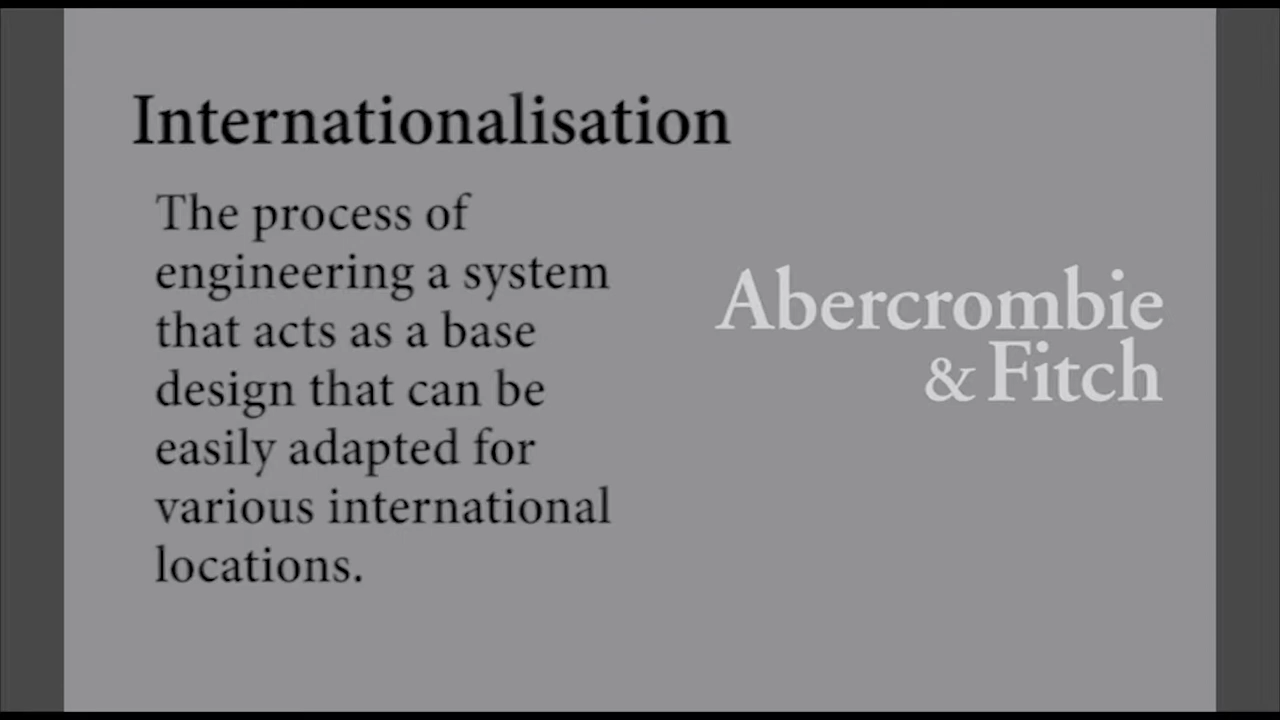 Internationalisation
The process of
engineering a system
that acts as a base
design that can be
easily adapted for
various international
locations.
Abercrombie
& Fitch